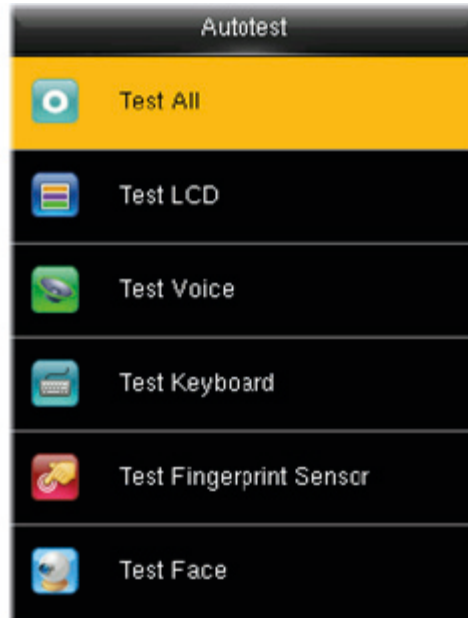 Autotest
Test All
Test LCD
Test Voice
Test Keyboard
Test Fingerprint Sensor
Test Face